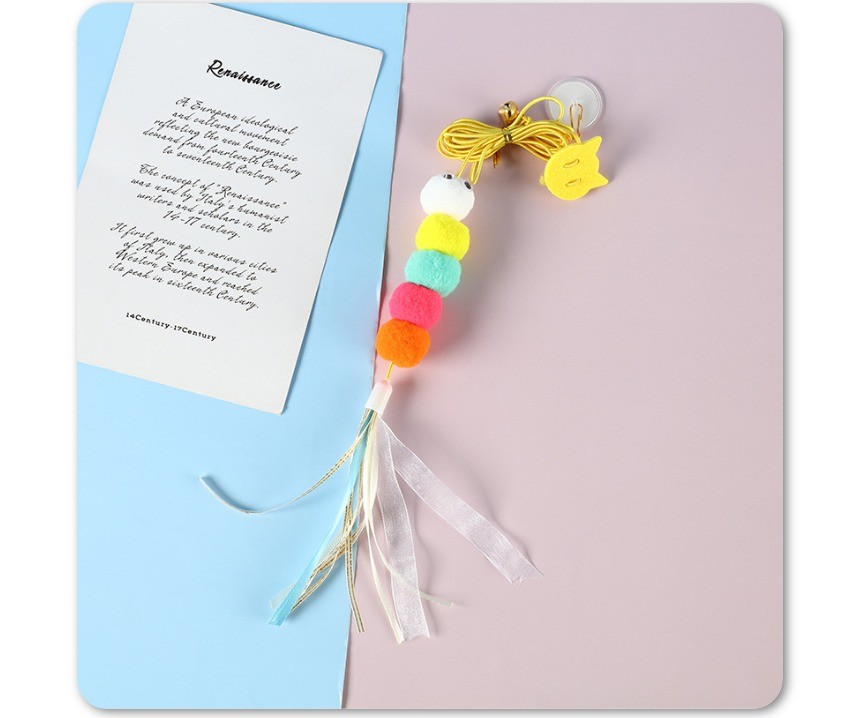 Renaissance
A European ideological
and cultural movement
reflecting the new bourgeoisie
demand from fourteenth Century
to seventeenth Century.
The concept of "Renaissance"
was used by Italy's humanist
writers and scholars in the
14-17 century.
It first grew up in various cities
of Italy, then expanded to
Western Europe and reached
its peak in sixteenth Century.
14Century-17Century